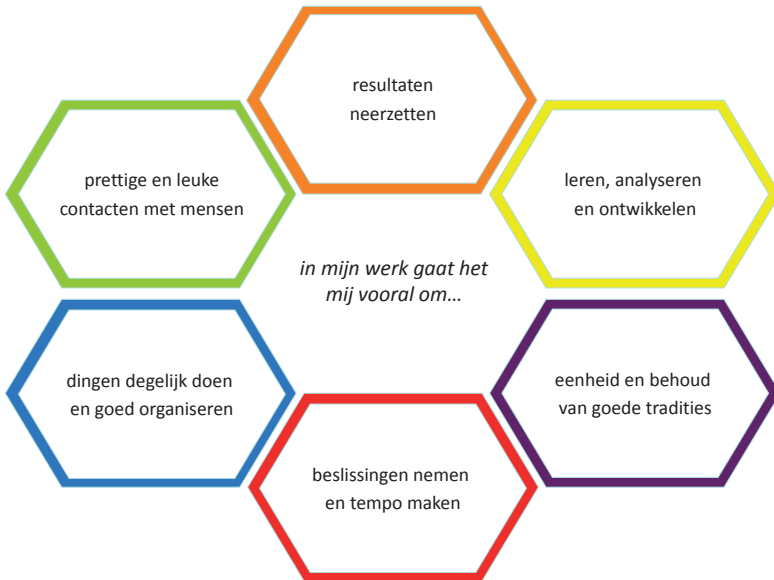 resultaten
neerzetten
prettige en leuke
contacten met mensen
leren, analyseren
en ontwikkelen
in mijn werk gaat het
mij vooral om...
dingen degelijk doen
en goed organiseren
eenheid en behoud
van goede tradities
beslissingen nemen
en tempo maken